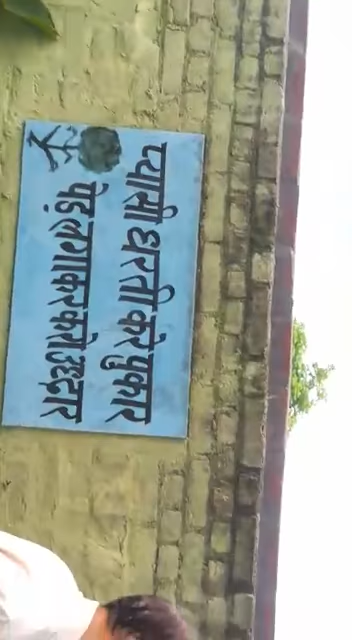 प्यासी धरती करे पुकार
पेड़ लगाकर करो उद्धार